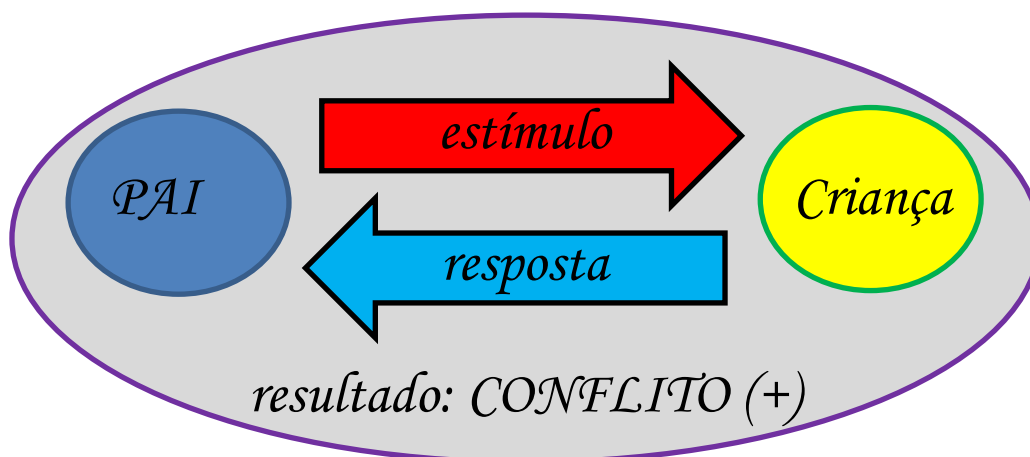 estímulo
PAI
Criança
resposta
resultado: CONFLITO (+)